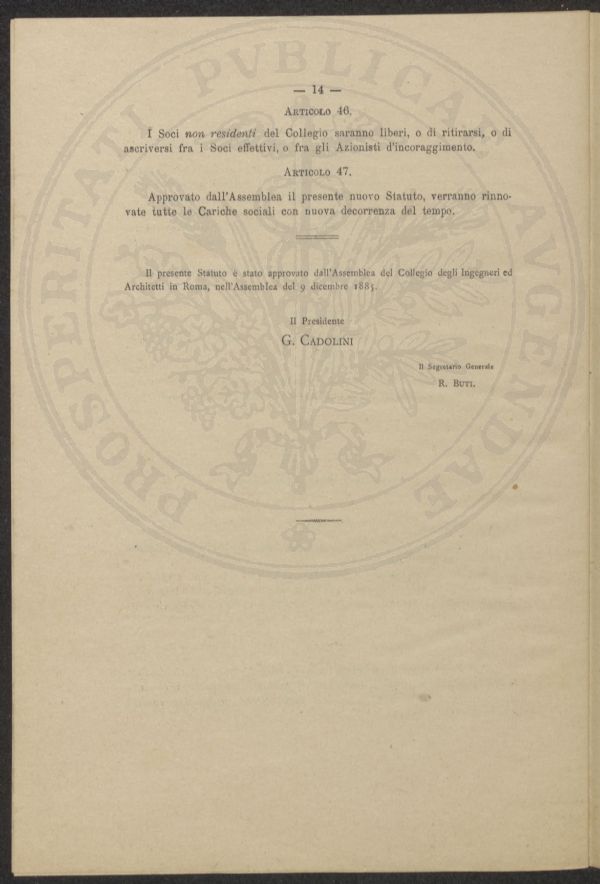 — 14 —
ARTICOLO 46.
I Soci non residenti del Collegio saranno liberi, o di ritirarsi, o di
ascriversi fra i Soci effettivi, o fra gli Azionisti d'incoraggimento.
ARTICOLO 47.
Approvato dall'Assemblea il presente nuovo Statuto, verranno rinno-
vate tutte le Cariche sociali con nuova decorrenza del tempo.
Il presente Statuto è stato approvato dall'Assemblea del Collegio degli Ingegneri ed
Architetti in Roma, nell'Assemblea del 9 dicembre 1885.
Il Presidente
G. CADOLINI
Il Segretario Generale
R. BUTI.
PROSPERITATI PVBLICAE AVGENDAE